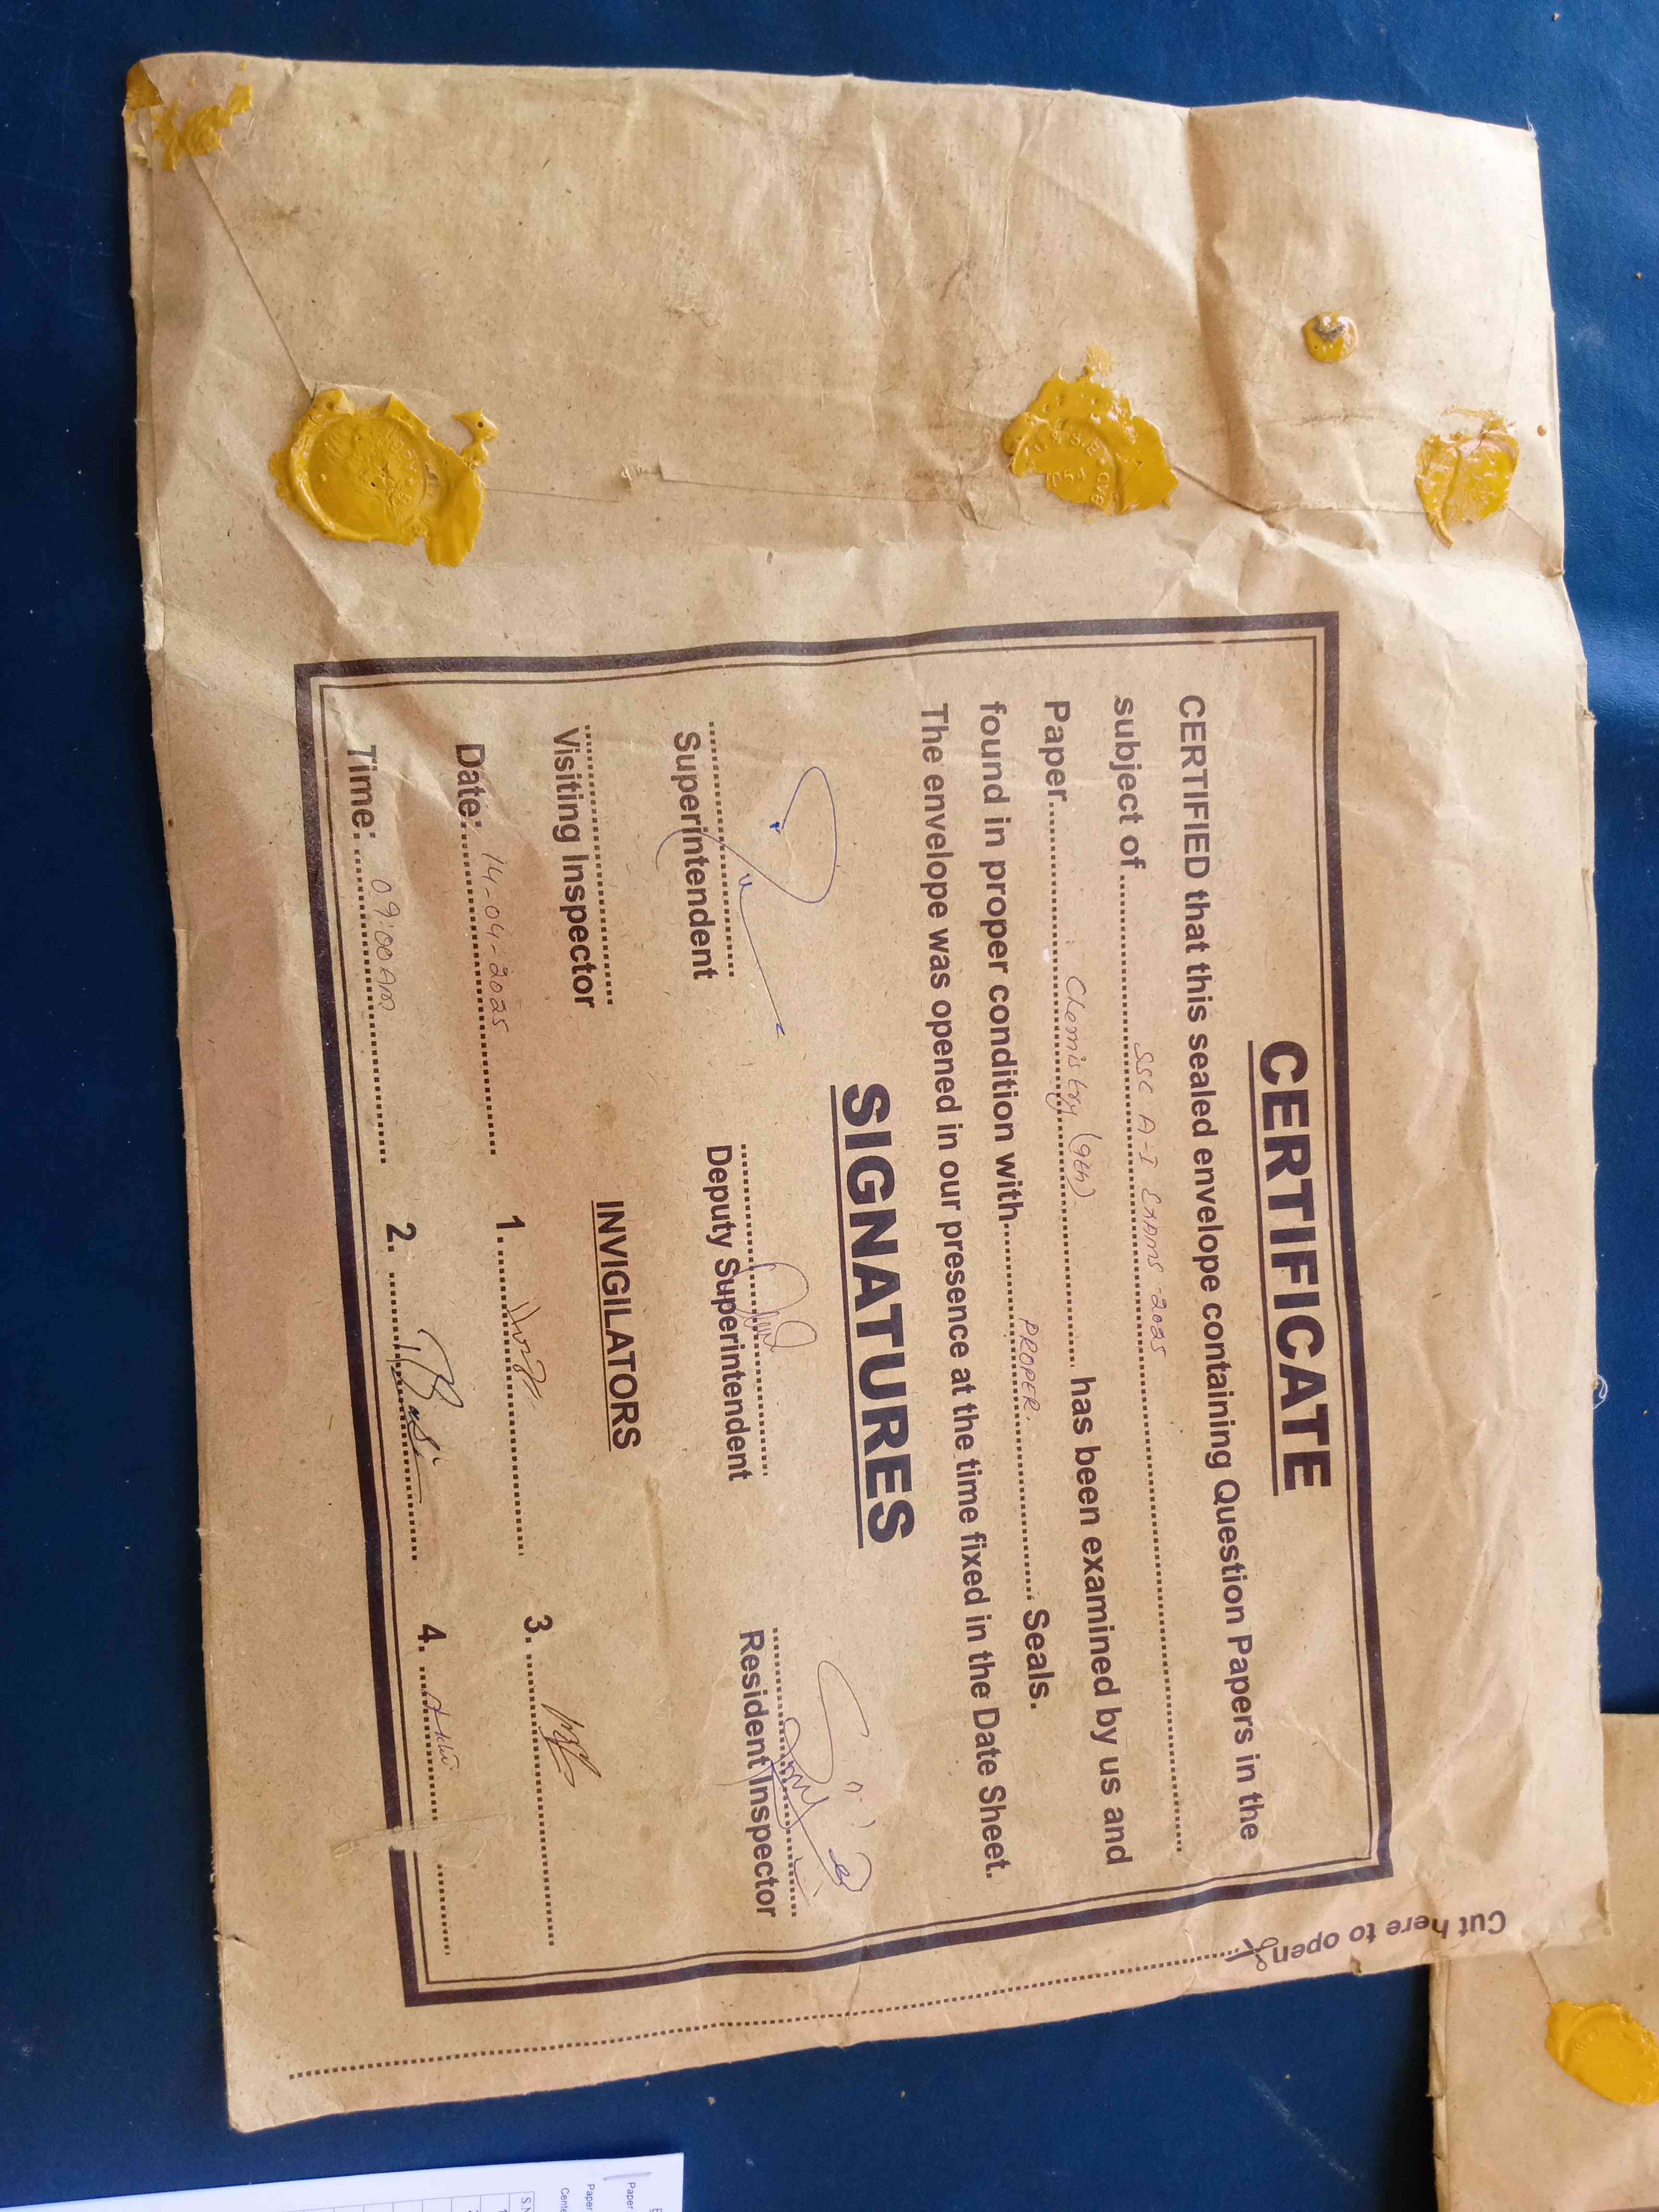 CERTIFICATE
CERTIFIED that this sealed envelope containing Question Papers in the
subject of SSC A-I EXAMS-2025
Paper Chemistry (9th) has been examined by us and
found in proper condition with PROPER. Seals.
The envelope was opened in our presence at the time fixed in the Date Sheet.
SIGNATURES
Superintendent
Deputy Superintendent
Resident Inspector
Visiting Inspector
INVIGILATORS
Date: 14-04-2025
1.
3.
Time: 09:00 AM
2.
4.
Cut here to open
S.N
Paper
Paper
Cente